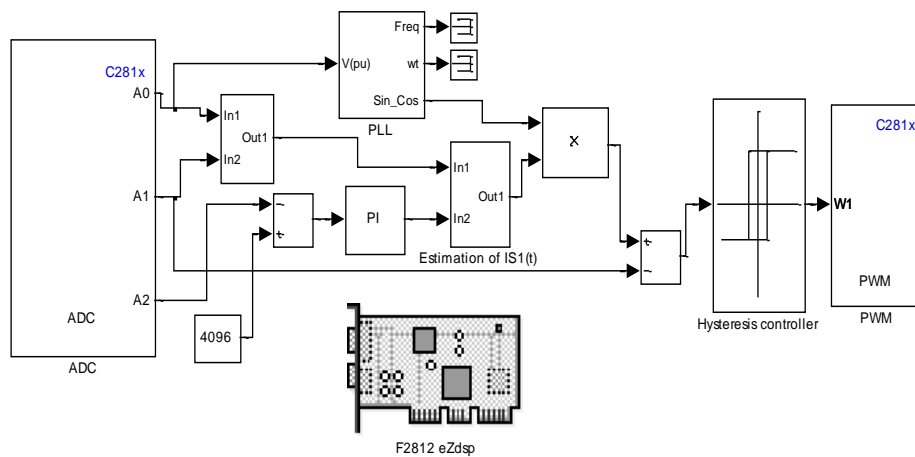 Freq
C281x
V(pu)
wt
A0
Sin_Cos
C281x
In1
PLL
Out1
X
In2
In1
A1
Out1
W1
−
PI
In2
+
+
Estimation of IS1(t)
−
A2
PWM
ADC
4096
Hysteresis controller
PWM
ADC
F2812 eZdsp